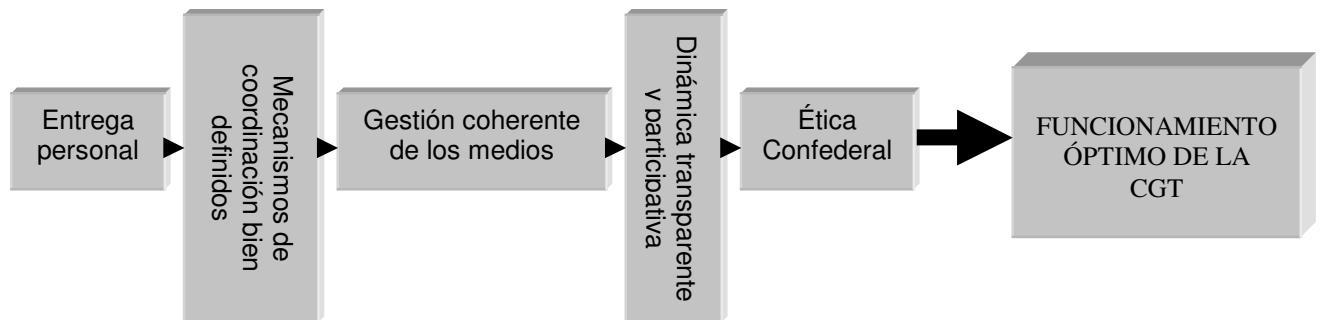 Entrega
personal
Mecanismos de
coordinación bien
definidos
Gestión coherente
de los medios
Dinámica transparente
y participativa
Ética
Confederal
FUNCIONAMIENTO
ÓPTIMO DE LA
CGT